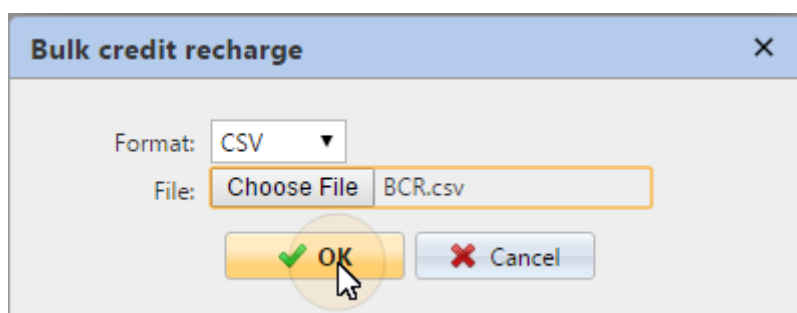 Bulk credit recharge
Format: CSV
File: Choose File BCR.csv
OK Cancel